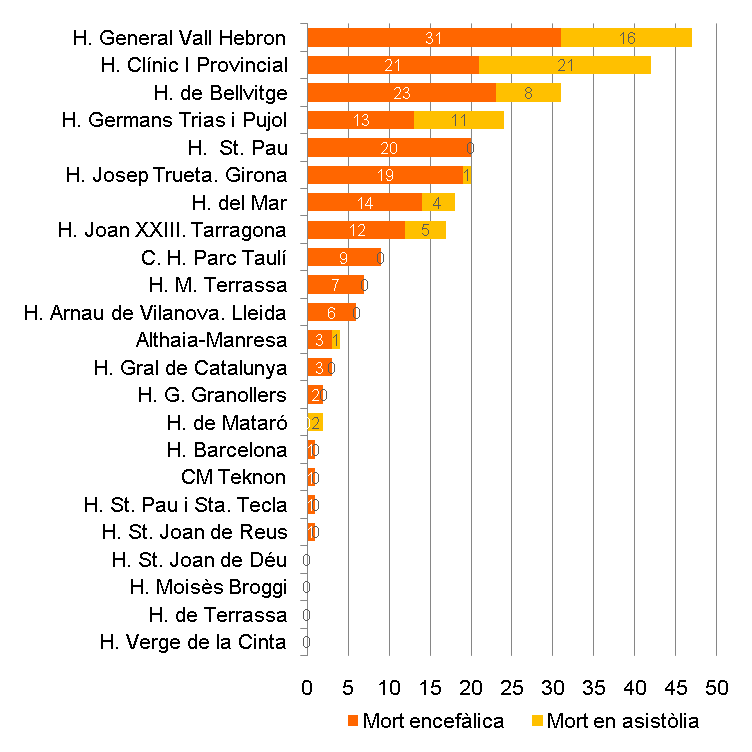 H. General Vall Hebron 31 16
H. Clínic I Provincial 21 21
H. de Bellvitge 23 8
H. Germans Trias i Pujol 13 11
H. St. Pau 20 0
H. Josep Trueta. Girona 19 1
H. del Mar 14 4
H. Joan XXIII. Tarragona 12 5
C. H. Parc Taulí 9 0
H. M. Terrassa 7 0
H. Arnau de Vilanova. Lleida 6 0
Althaia-Manresa 3 1
H. Gral de Catalunya 3 0
H. G. Granollers 2 0
H. de Mataró 0 2
H. Barcelona 1 0
CM Teknon 1 0
H. St. Pau i Sta. Tecla 1 0
H. St. Joan de Reus 1 0
H. St. Joan de Déu 0
H. Moisès Broggi 0
H. de Terrassa 0
H. Verge de la Cinta 0
0 5 10 15 20 25 30 35 40 45 50
Mort encefàlica Mort en asistòlia